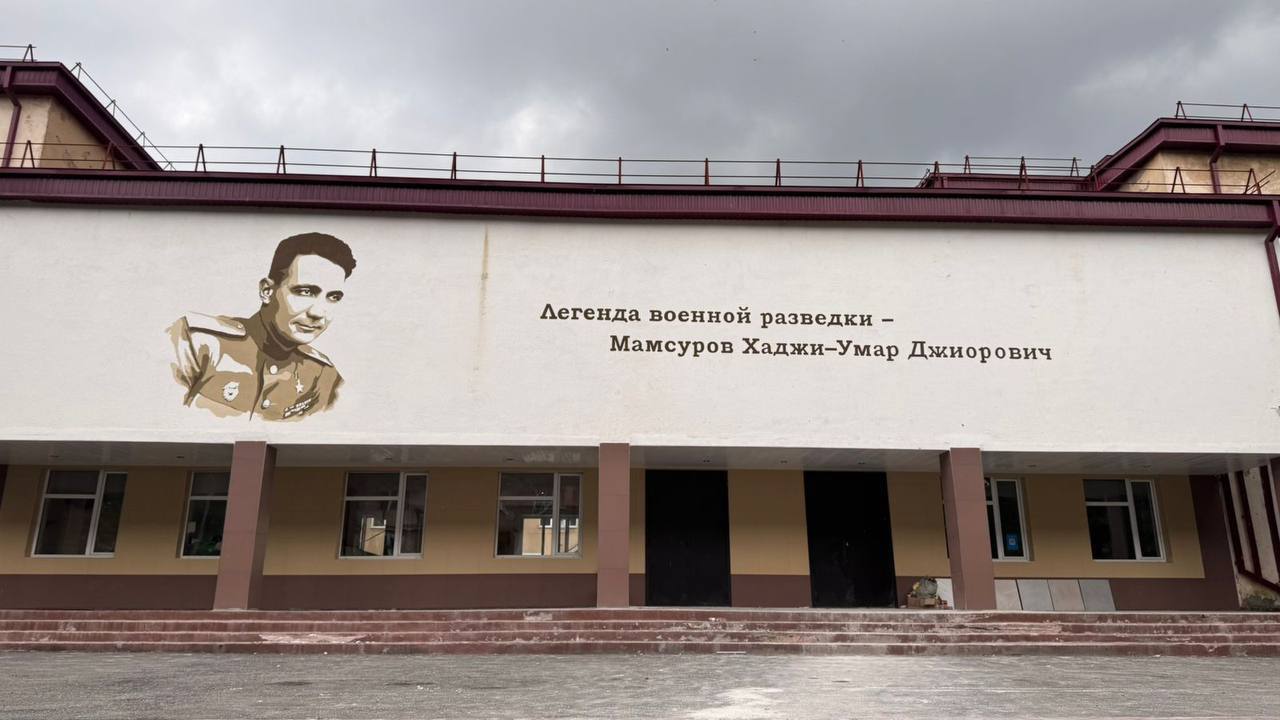 Легенда военной разведки –
Мамсуров Хаджи–Умар Джиорович